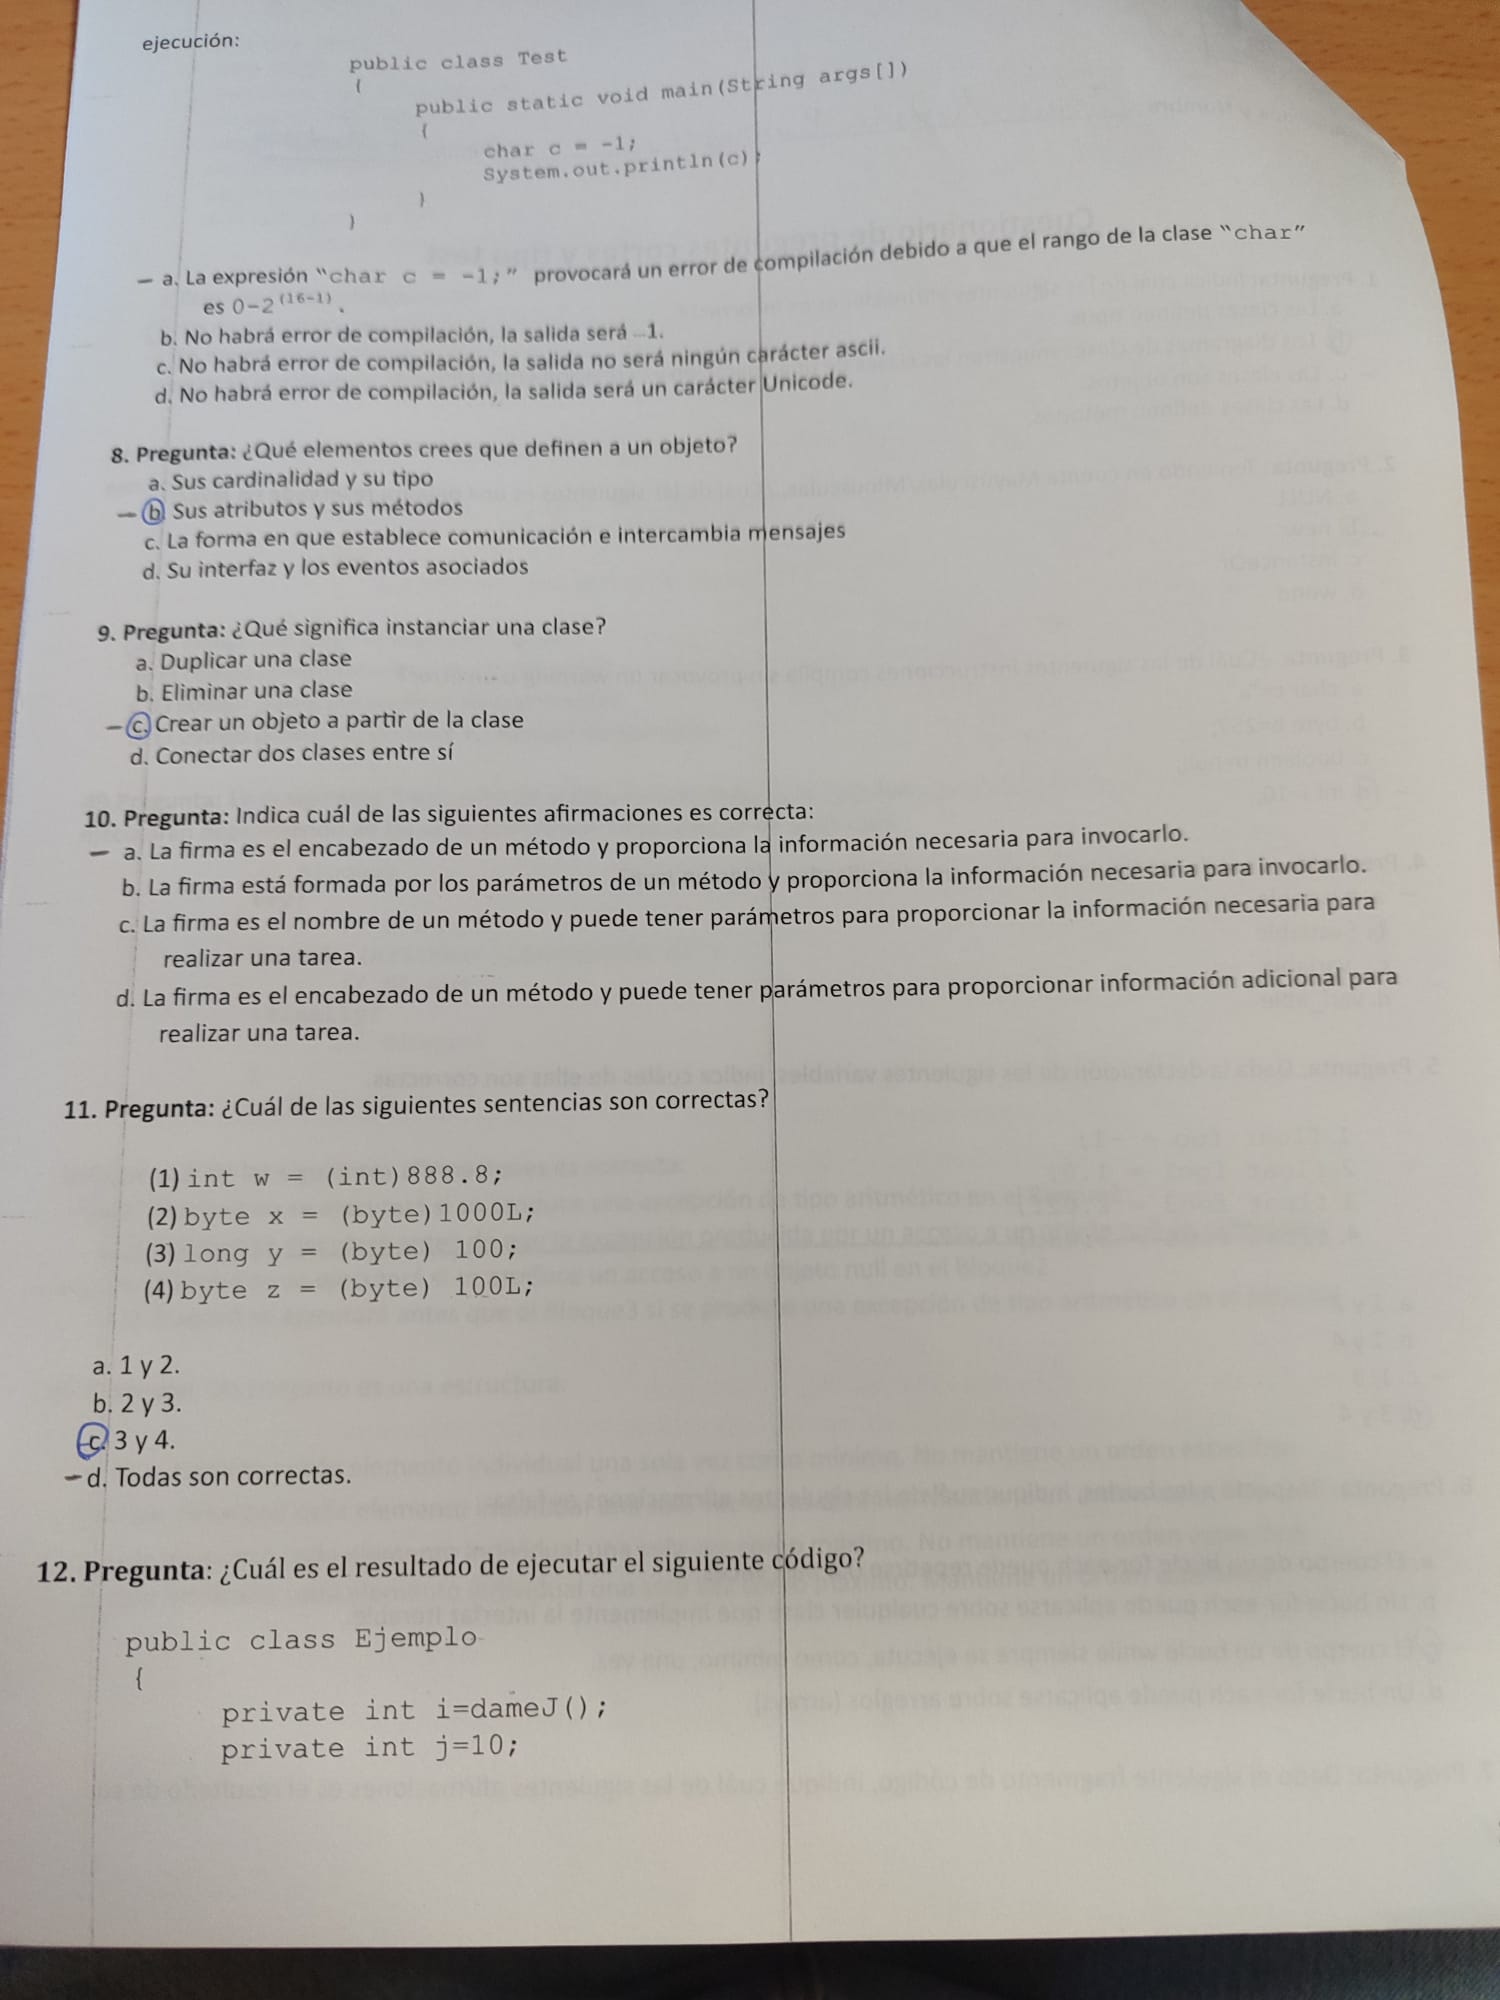 ejecución:
public class Test
{
public static void main(String args[])
{
char c = -1;
System.out.println(c);
}
}
a. La expresión "char c = -1;" provocará un error de compilación debido a que el rango de la clase "char"
es 0-2(16-1).
b. No habrá error de compilación, la salida será -1.
c. No habrá error de compilación, la salida no será ningún carácter ascii.
d. No habrá error de compilación, la salida será un carácter Unicode.
8. Pregunta: ¿Qué elementos crees que definen a un objeto?
a. Sus cardinalidad y su tipo
b. Sus atributos y sus métodos
c. La forma en que establece comunicación e intercambia mensajes
d. Su interfaz y los eventos asociados
9. Pregunta: ¿Qué significa instanciar una clase?
a. Duplicar una clase
b. Eliminar una clase
c. Crear un objeto a partir de la clase
d. Conectar dos clases entre sí
10. Pregunta: Indica cuál de las siguientes afirmaciones es correcta:
a. La firma es el encabezado de un método y proporciona la información necesaria para invocarlo.
b. La firma está formada por los parámetros de un método y proporciona la información necesaria para invocarlo.
c. La firma es el nombre de un método y puede tener parámetros para proporcionar la información necesaria para
realizar una tarea.
d. La firma es el encabezado de un método y puede tener parámetros para proporcionar información adicional para
realizar una tarea.
11. Pregunta: ¿Cuál de las siguientes sentencias son correctas?
(1) int w = (int)888.8;
(2) byte x = (byte)1000L;
(3) long y = (byte) 100;
(4) byte z = (byte) 100L;
a. 1 y 2.
b. 2 y 3.
c. 3 y 4.
d. Todas son correctas.
12. Pregunta: ¿Cuál es el resultado de ejecutar el siguiente código?
public class Ejemplo
{
private int i=dameJ();
private int j=10;